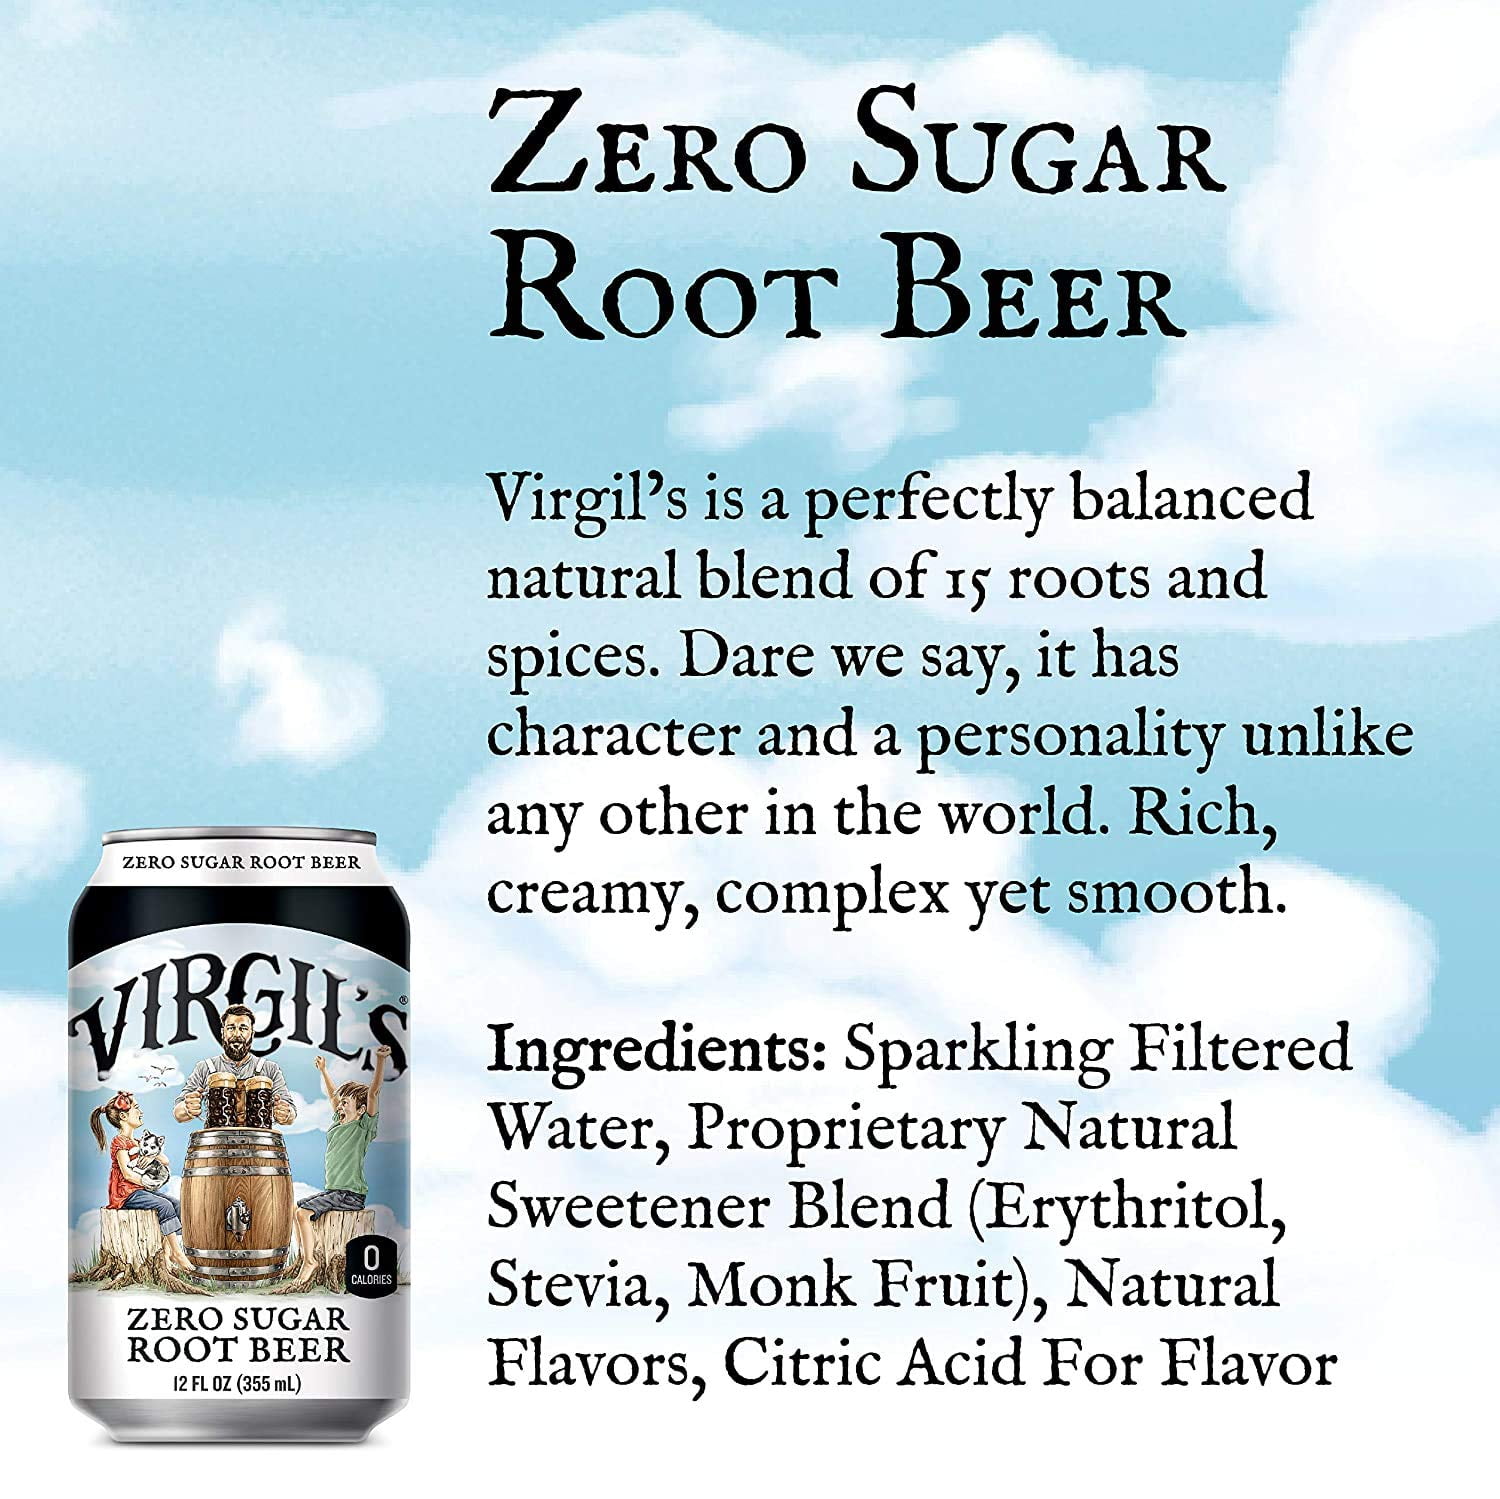 Zero Sugar
Root Beer
Virgil's is a perfectly balanced
natural blend of 15 roots and
spices. Dare we say, it has
character and a personality unlike
any other in the world. Rich,
creamy, complex yet smooth.
Ingredients: Sparkling Filtered
Water, Proprietary Natural
Sweetener Blend (Erythritol,
Stevia, Monk Fruit), Natural
Flavors, Citric Acid For Flavor
ZERO SUGAR ROOT BEER
VIRGIL'S®
0
CALORIES
ZERO SUGAR
ROOT BEER
12 FL OZ (355 mL)